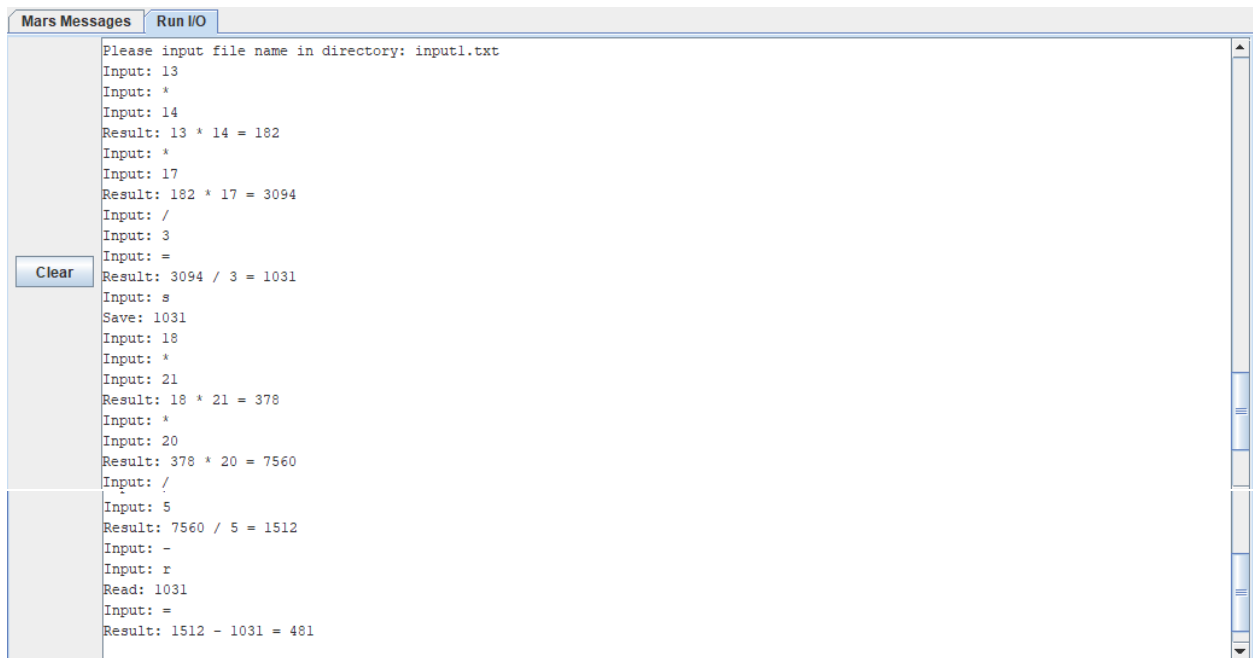 Mars Messages Run I/O
Please input file name in directory: input1.txt
Input: 13
Input: *
Input: 14
Result: 13 * 14 = 182
Input: *
Input: 17
Result: 182 * 17 = 3094
Input: /
Input: 3
Input: =
Clear
Result: 3094 / 3 = 1031
Input: s
Save: 1031
Input: 18
Input: *
Input: 21
Result: 18 * 21 = 378
Input: *
Input: 20
Result: 378 * 20 = 7560
Input: /
Input: 5
Result: 7560 / 5 = 1512
Input: -
Input: r
Read: 1031
Input: =
Result: 1512 - 1031 = 481